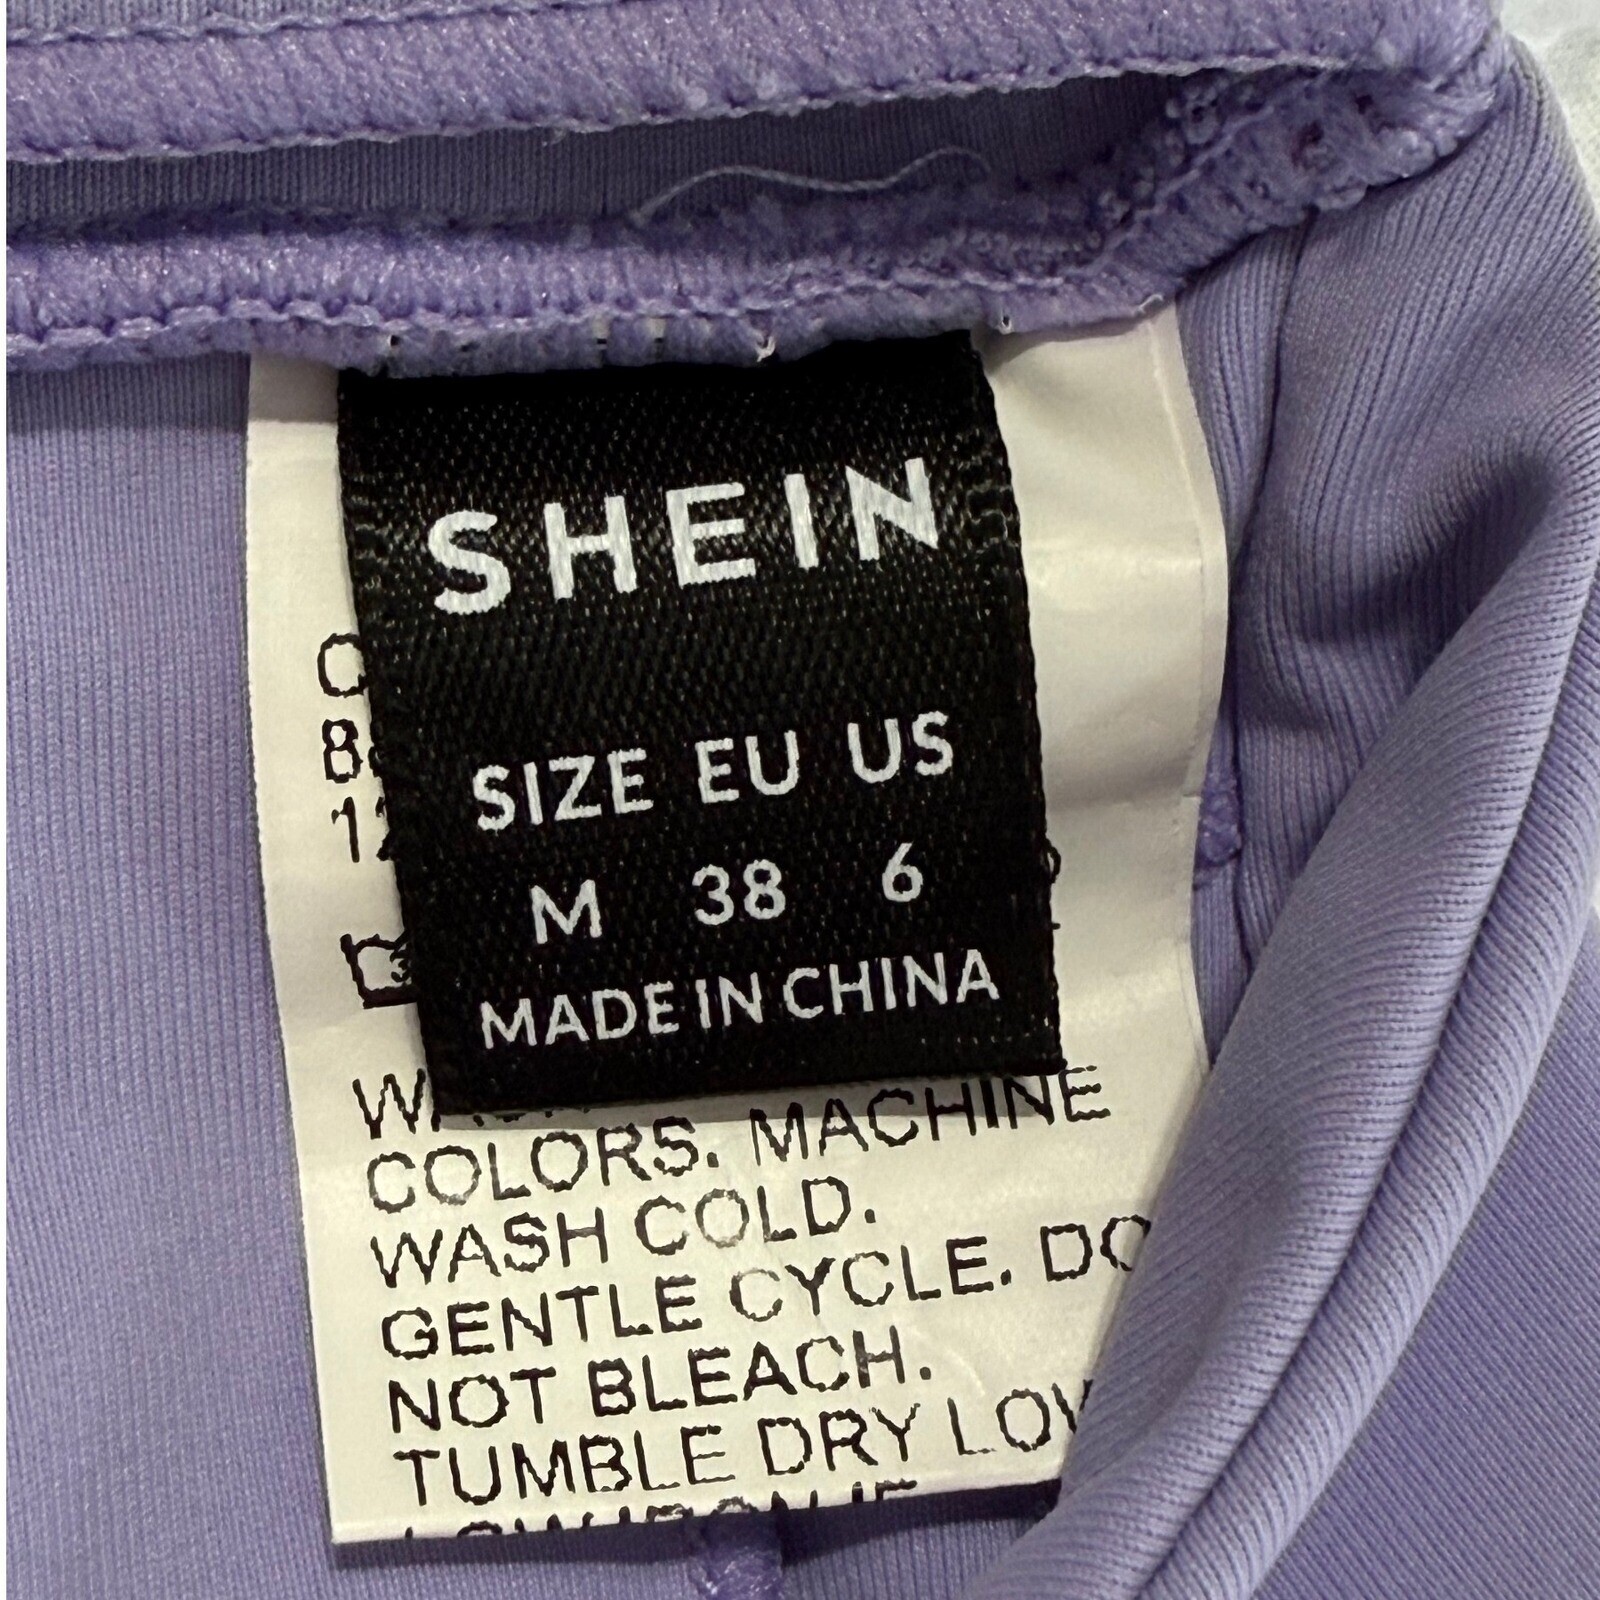 SHEIN
SIZE EU US
M 38 6
MADE IN CHINA
COLORS. MACHINE
WASH COLD.
GENTLE CYCLE. DO
NOT BLEACH.
TUMBLE DRY